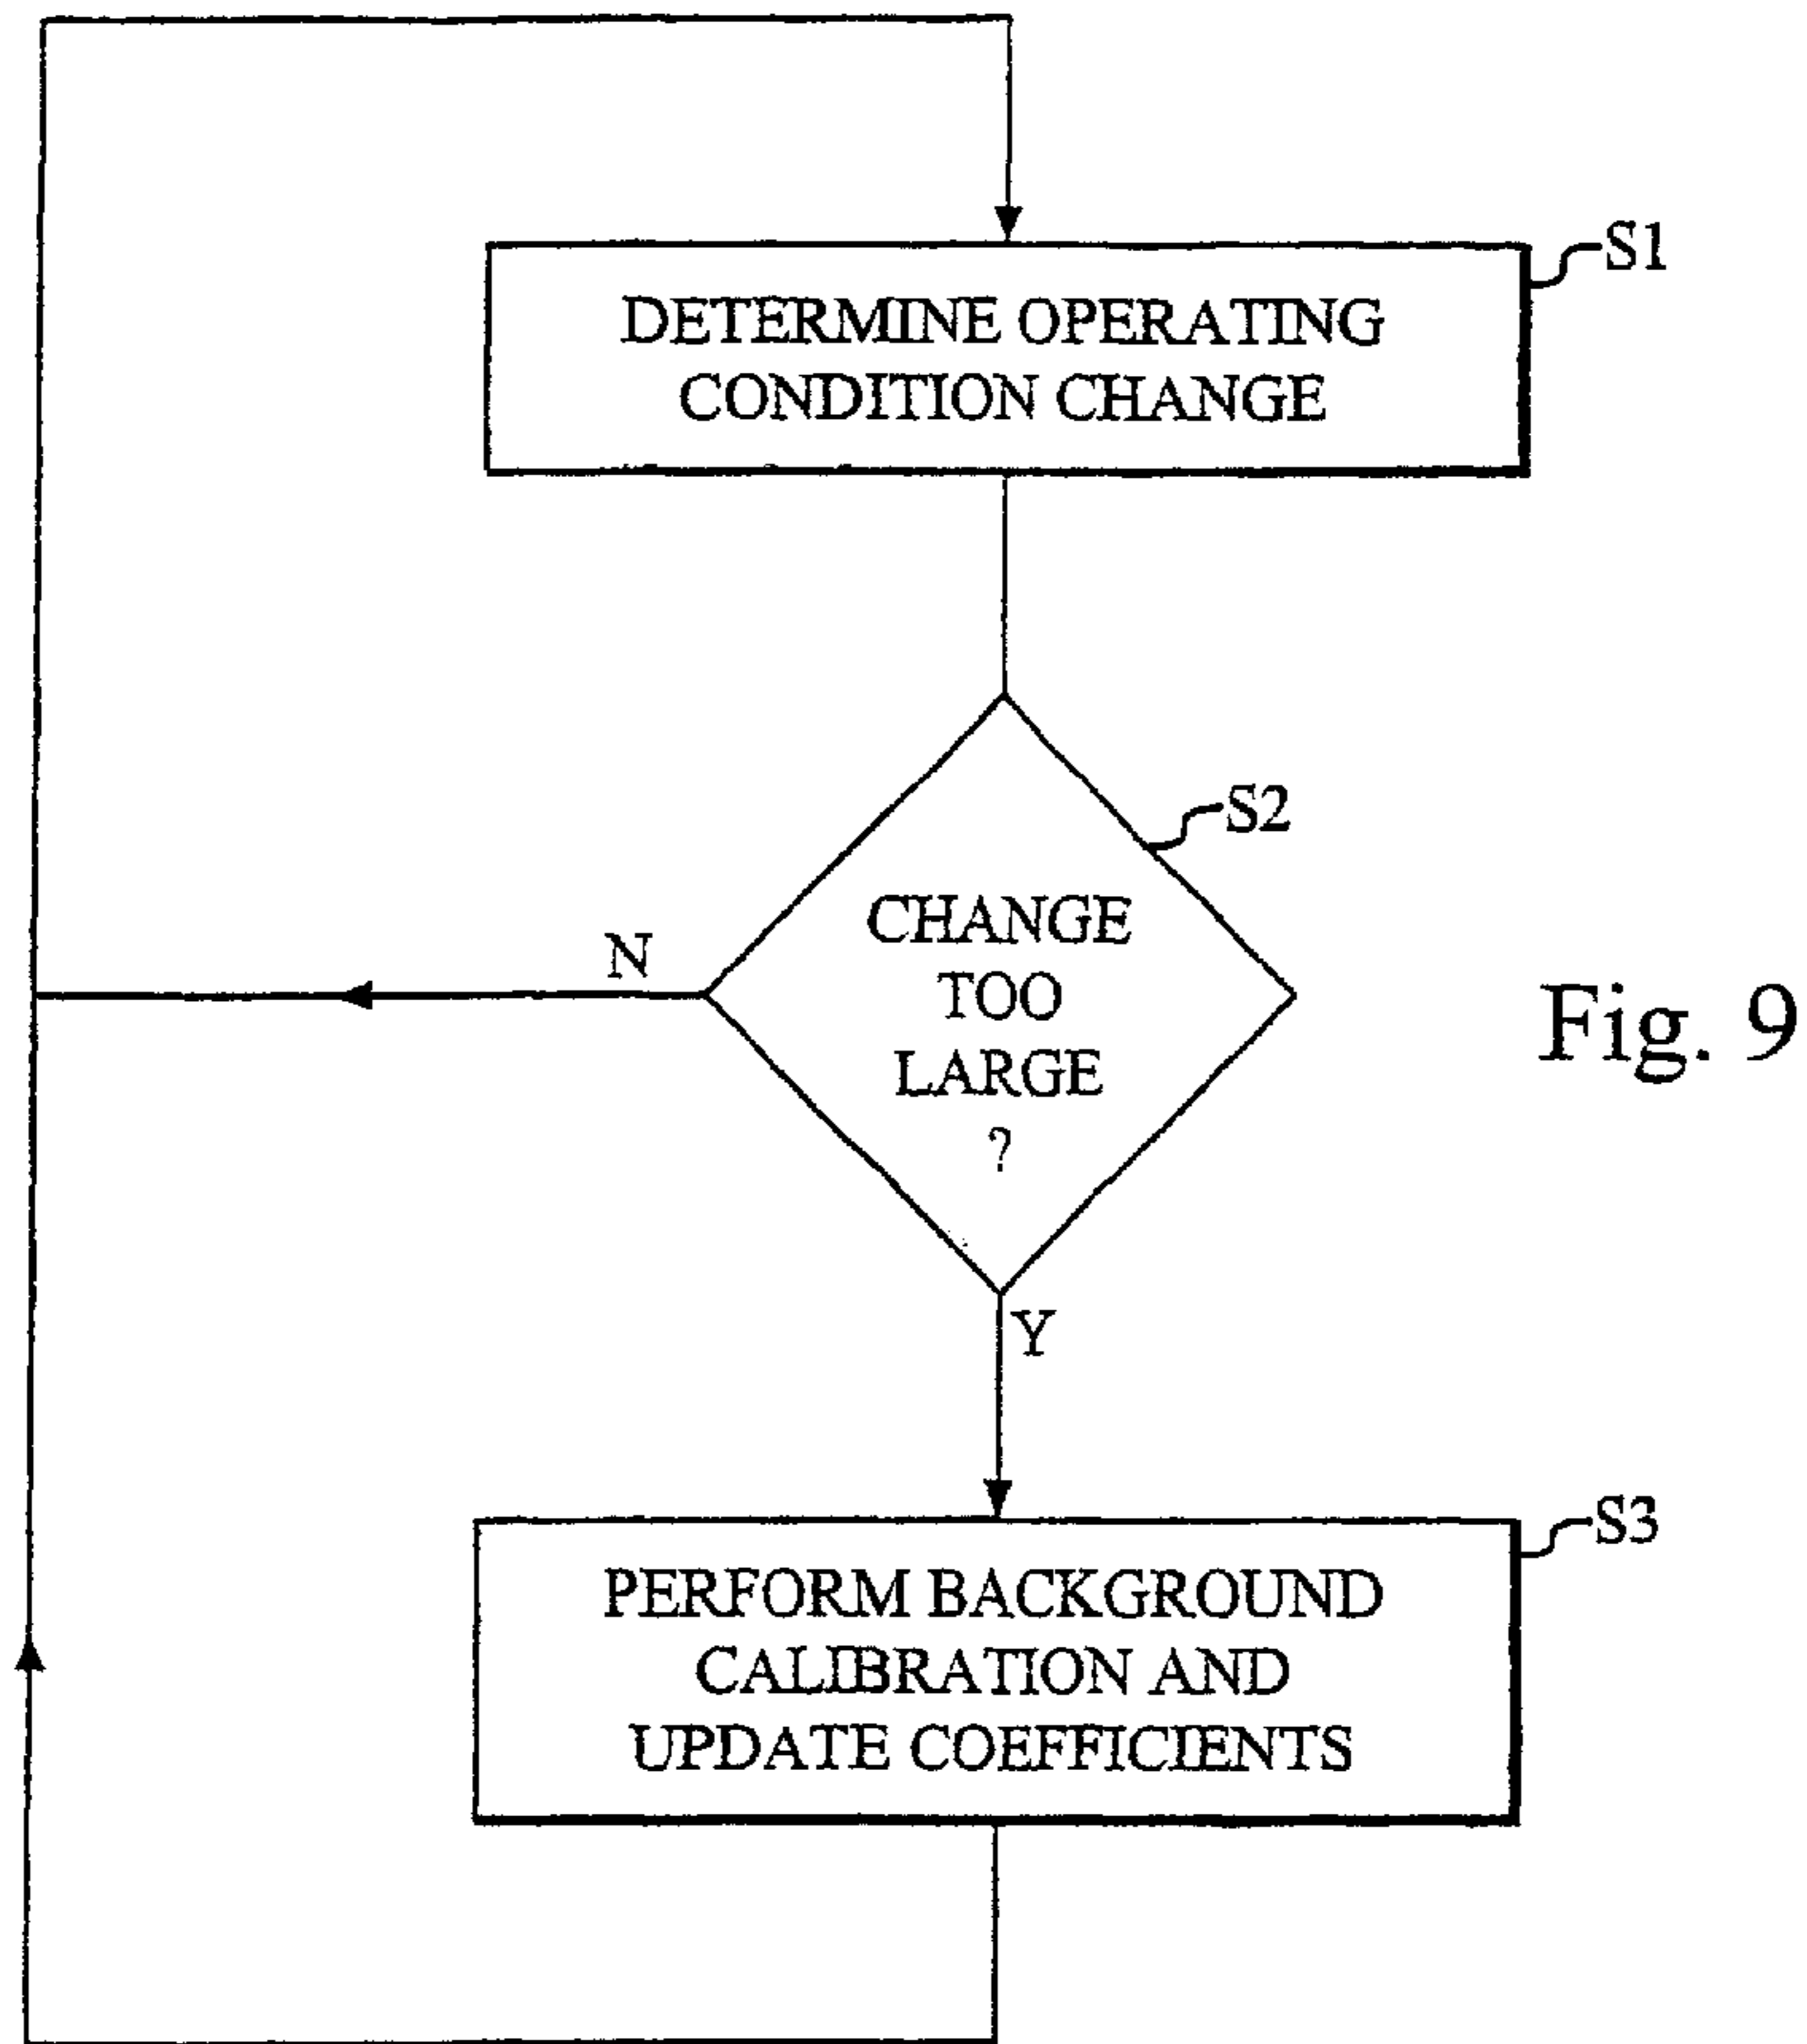 S1
DETERMINE OPERATING
CONDITION CHANGE
S2
CHANGE
TOO
LARGE
?
N
Fig. 9
Y
S3
PERFORM BACKGROUND
CALIBRATION AND
UPDATE COEFFICIENTS